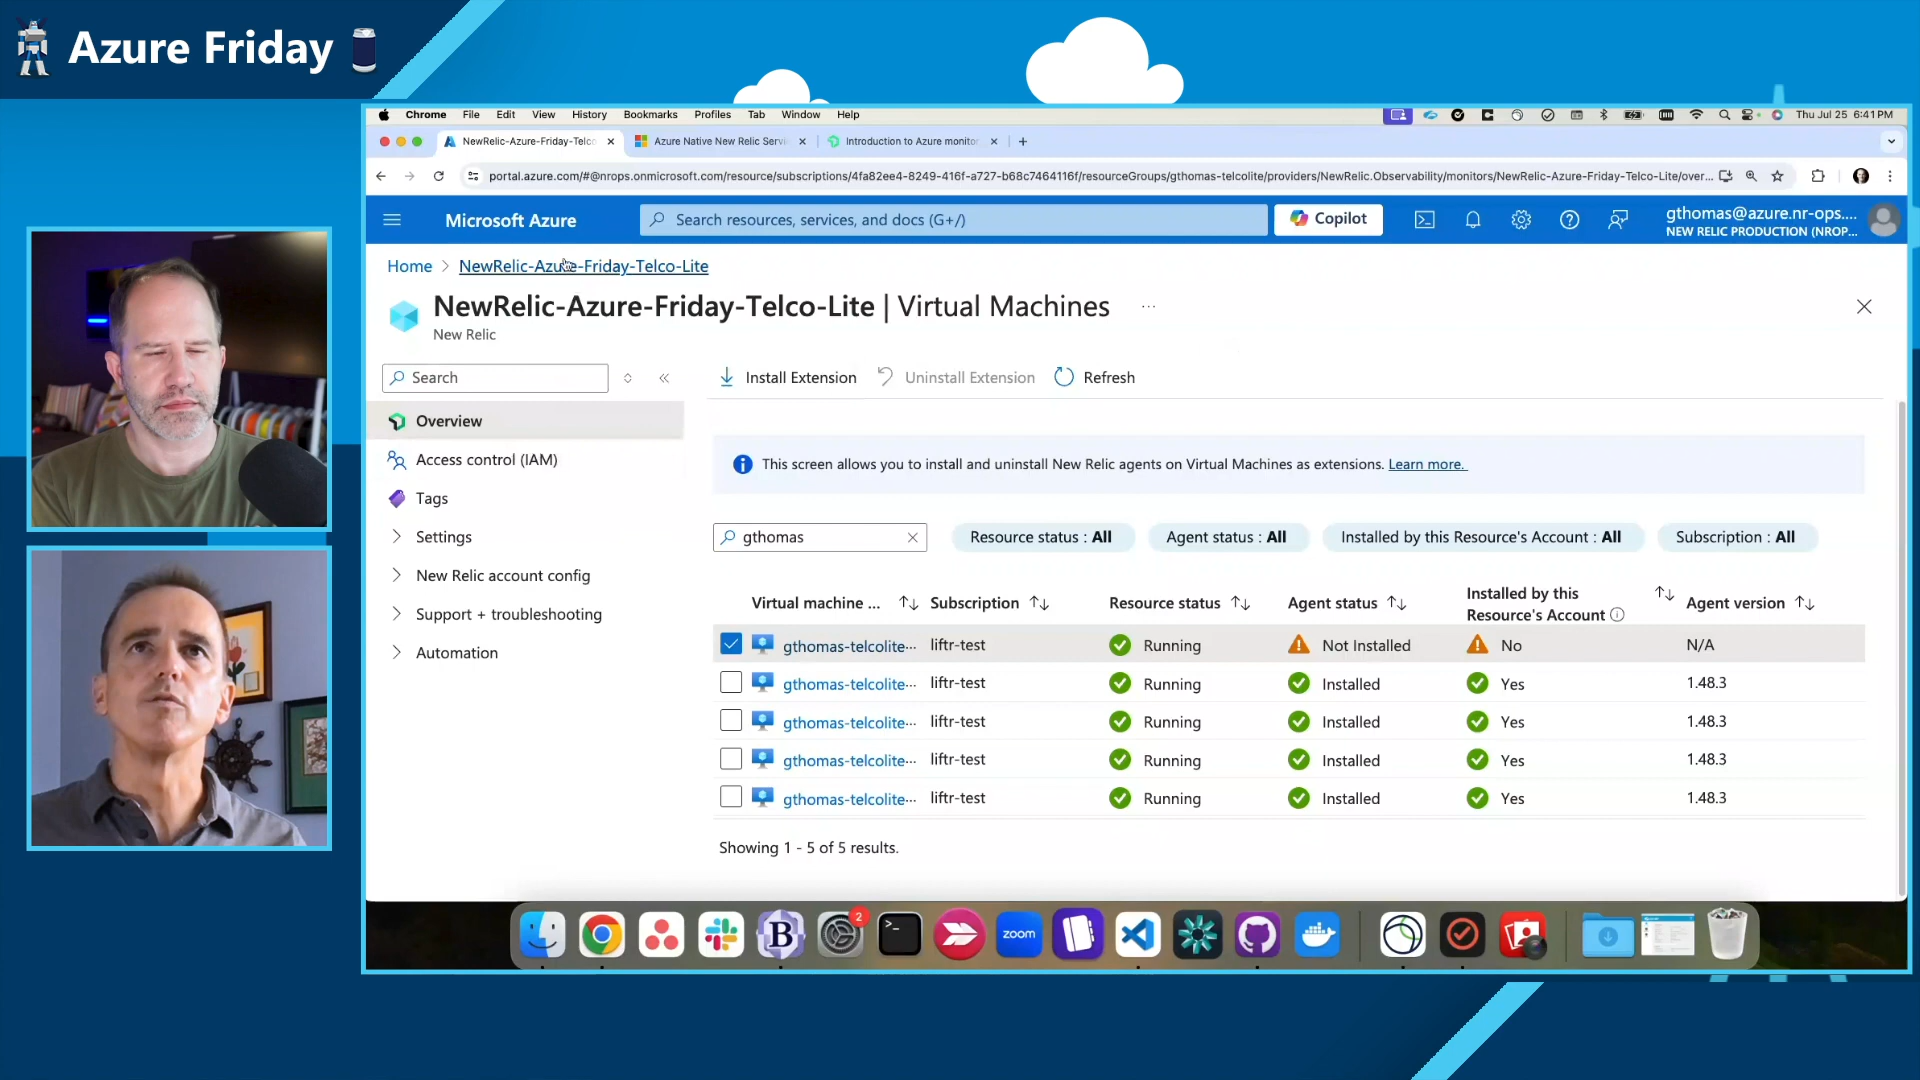 Azure Friday
Chrome File Edit View History Bookmarks Profiles Tab Window Help
Thu Jul 25 6:41 PM
NewRelic-Azure-Friday-Telco
Azure Native New Relic Servi
Introduction to Azure monitor
portal.azure.com/#@nrops.onmicrosoft.com/resource/subscriptions/4fa82ee4-8249-416f-a727-b68c7464116f/resourceGroups/gthomas-telcolite/providers/NewRelic.Observability/monitors/NewRelic-Azure-Friday-Telco-Lite/over...
Microsoft Azure
Search resources, services, and docs (G+/)
Copilot
gthomas@azure.nr-ops....
NEW RELIC PRODUCTION (NROP...
Home > NewRelic-Azure-Friday-Telco-Lite
NewRelic-Azure-Friday-Telco-Lite | Virtual Machines ...
New Relic
Search
Install Extension Uninstall Extension Refresh
Overview
Access control (IAM)
Tags
Settings
New Relic account config
Support + troubleshooting
Automation
This screen allows you to install and uninstall New Relic agents on Virtual Machines as extensions. Learn more.
gthomas
Resource status : All
Agent status : All
Installed by this Resource's Account : All
Subscription : All
Virtual machine ... Subscription Resource status Agent status Installed by this Resource's Account Agent version
gthomas-telcolite... liftr-test Running Not Installed No N/A
gthomas-telcolite... liftr-test Running Installed Yes 1.48.3
gthomas-telcolite... liftr-test Running Installed Yes 1.48.3
gthomas-telcolite... liftr-test Running Installed Yes 1.48.3
gthomas-telcolite... liftr-test Running Installed Yes 1.48.3
Showing 1 - 5 of 5 results.
B
2
zoom